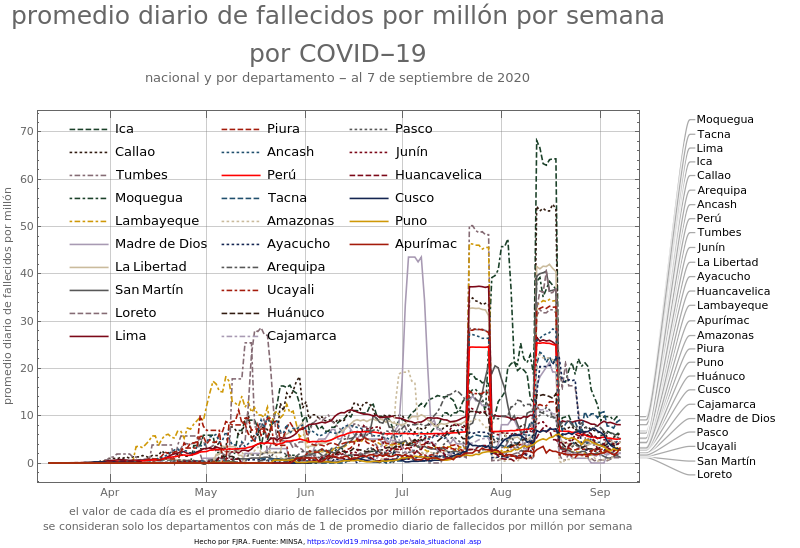 promedio diario de fallecidos por millón por semana
por COVID−19
nacional y por departamento − al 7 de septiembre de 2020
promedio diario de fallecidos por millón
70
60
50
40
30
20
10
0
Ica
Callao
Tumbes
Moquegua
Lambayeque
Madre de Dios
La Libertad
San Martín
Loreto
Lima
Piura
Ancash
Perú
Tacna
Amazonas
Ayacucho
Arequipa
Ucayali
Huánuco
Cajamarca
Pasco
Junín
Huancavelica
Cusco
Puno
Apurímac
Moquegua
Tacna
Lima
Ica
Callao
Arequipa
Ancash
Perú
Tumbes
Junín
La Libertad
Ayacucho
Huancavelica
Lambayeque
Apurímac
Amazonas
Piura
Puno
Huánuco
Cusco
Cajamarca
Madre de Dios
Pasco
Ucayali
San Martín
Loreto
Apr May Jun Jul Aug Sep
el valor de cada día es el promedio diario de fallecidos por millón reportados durante una semana
se consideran solo los departamentos con más de 1 de promedio diario de fallecidos por millón por semana
Hecho por FJRA. Fuente: MINSA, https://covid19.minsa.gob.pe/sala_situacional.asp